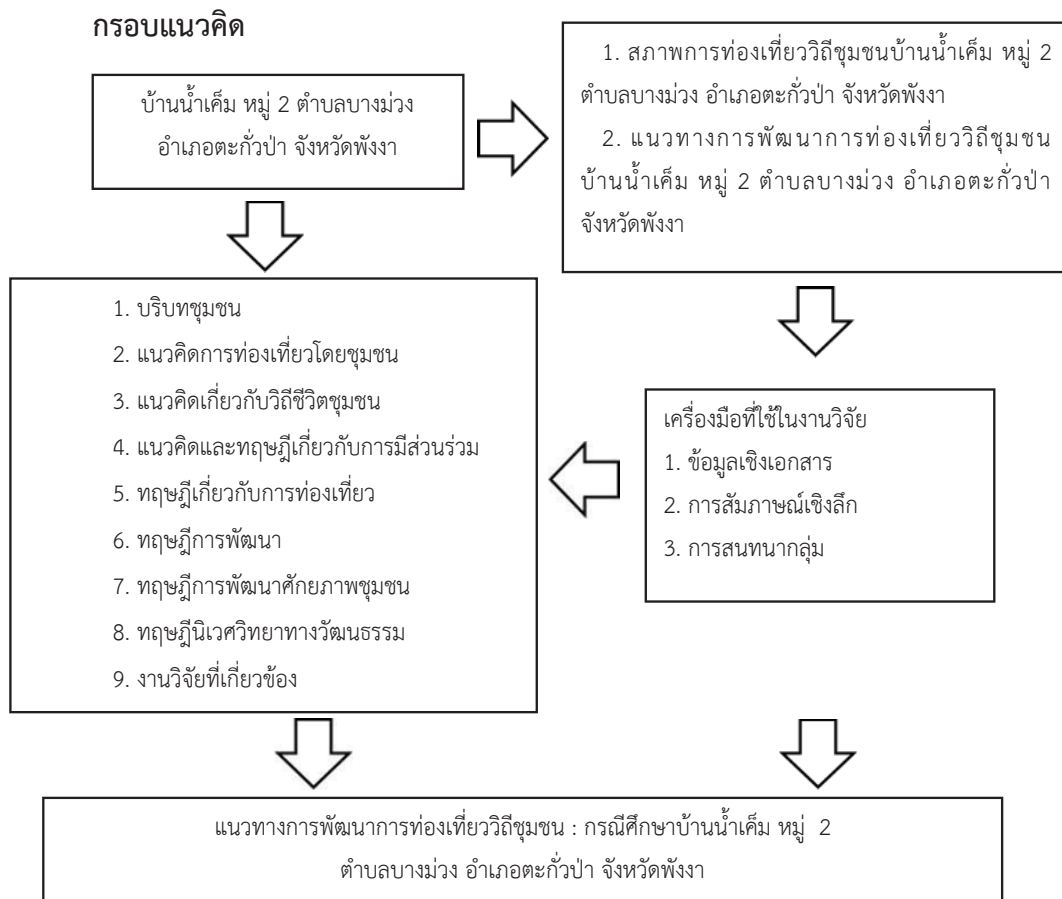 กรอบแนวคิด
บ้านน้ำเค็ม หมู่ 2 ตำบลบางม่วง
อำเภอตะกั่วป่า จังหวัดพังงา
1. สภาพการท่องเที่ยววิถีชุมชนบ้านน้ำเค็ม หมู่ 2
ตำบลบางม่วง อำเภอตะกั่วป่า จังหวัดพังงา
2. แนวทางการพัฒนาการท่องเที่ยววิถีชุมชน
บ้านน้ำเค็ม หมู่ 2 ตำบลบางม่วง อำเภอตะกั่วป่า
จังหวัดพังงา
1. บริบทชุมชน
2. แนวคิดการท่องเที่ยวโดยชุมชน
3. แนวคิดเกี่ยวกับวิถีชีวิตชุมชน
4. แนวคิดและทฤษฎีเกี่ยวกับการมีส่วนร่วม
5. ทฤษฎีเกี่ยวกับการท่องเที่ยว
6. ทฤษฎีการพัฒนา
7. ทฤษฎีการพัฒนาศักยภาพชุมชน
8. ทฤษฎีนิเวศวิทยาทางวัฒนธรรม
9. งานวิจัยที่เกี่ยวข้อง
เครื่องมือที่ใช้ในงานวิจัย
1. ข้อมูลเชิงเอกสาร
2. การสัมภาษณ์เชิงลึก
3. การสนทนากลุ่ม
แนวทางการพัฒนาการท่องเที่ยววิถีชุมชน : กรณีศึกษาบ้านน้ำเค็ม หมู่ 2
ตำบลบางม่วง อำเภอตะกั่วป่า จังหวัดพังงา